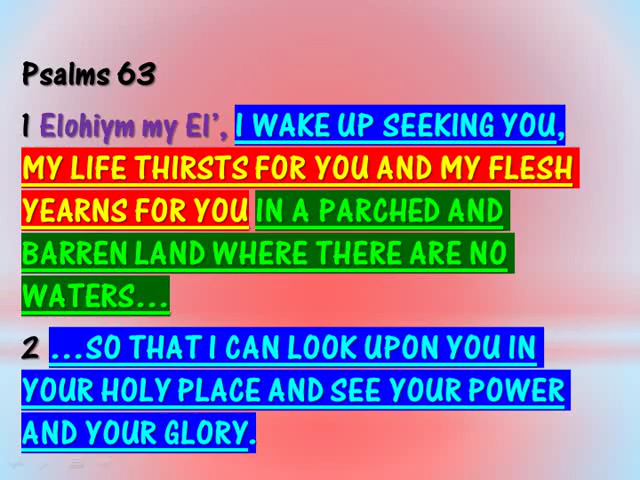 Psalms 63
1 Elohiym my El’, I WAKE UP SEEKING YOU,
MY LIFE THIRSTS FOR YOU AND MY FLESH
YEARNS FOR YOU IN A PARCHED AND
BARREN LAND WHERE THERE ARE NO
WATERS...
2 ...SO THAT I CAN LOOK UPON YOU IN
YOUR HOLY PLACE AND SEE YOUR POWER
AND YOUR GLORY.